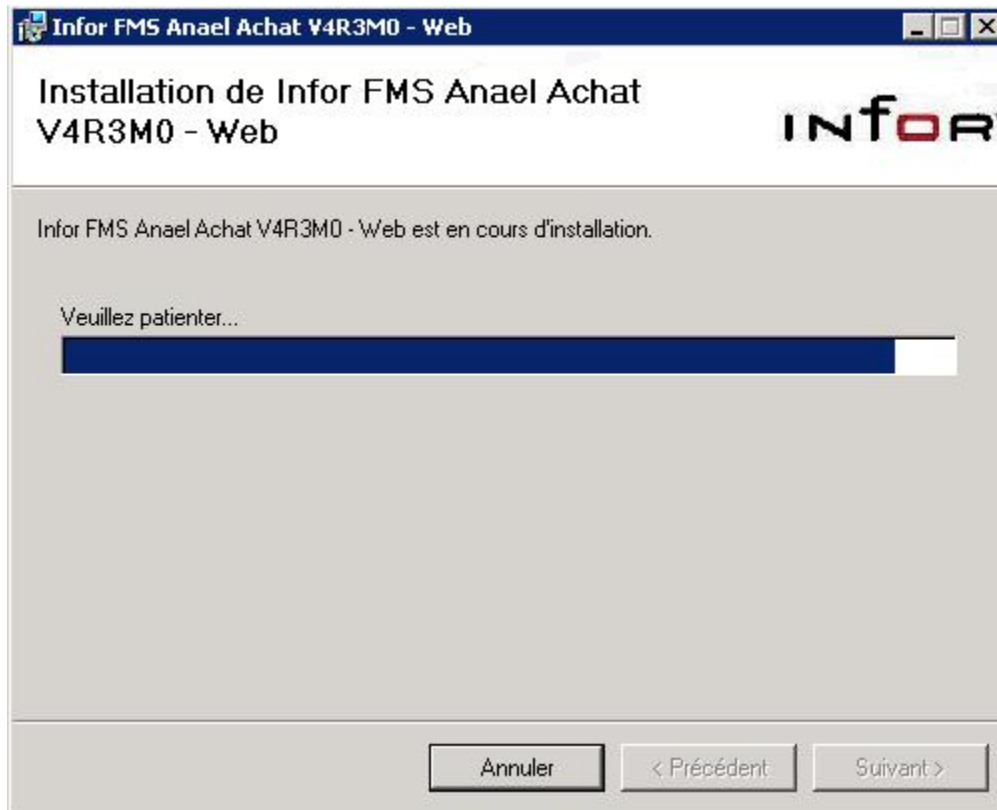 Infor FMS Anael Achat V4R3M0 - Web
Installation de Infor FMS Anael Achat
V4R3M0 - Web
INfOR
Infor FMS Anael Achat V4R3M0 - Web est en cours d'installation.
Veuillez patienter...
Annuler
< Précédent
Suivant >